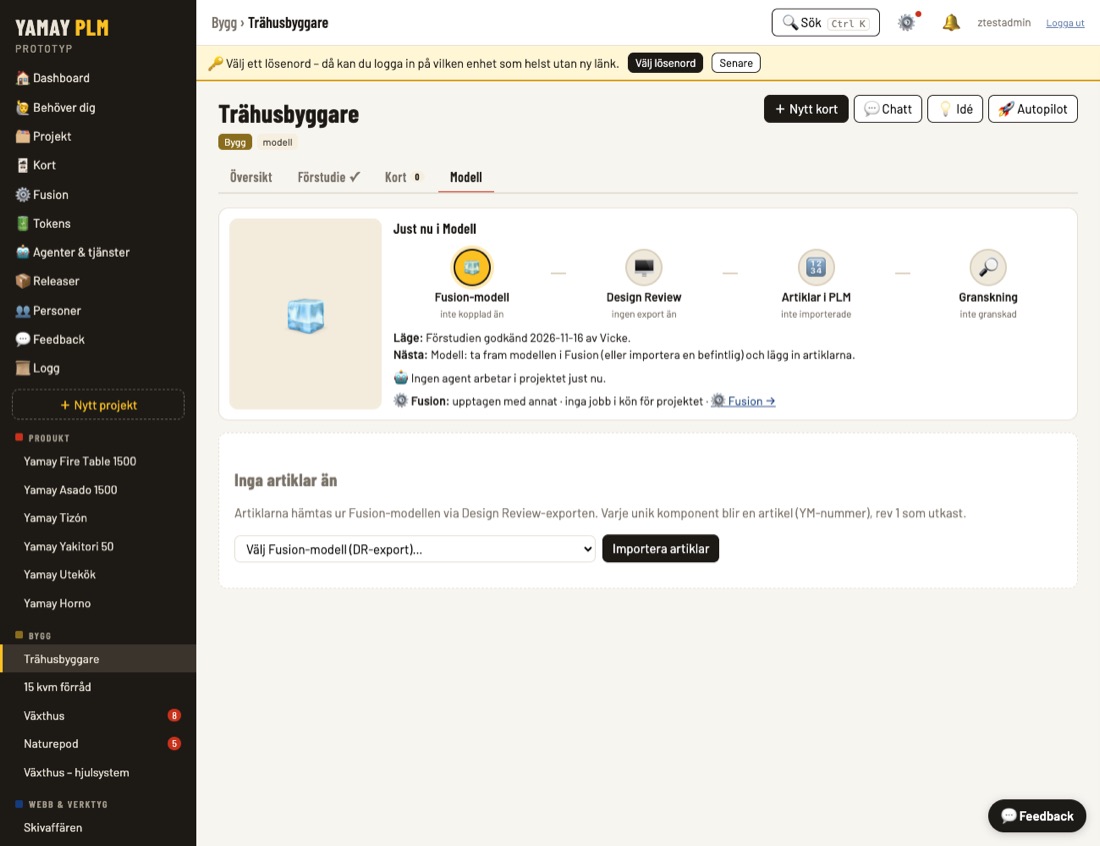 YAMAY PLM
PROTOTYP
Dashboard
Behöver dig
Projekt
Kort
Fusion
Tokens
Agenter & tjänster
Releaser
Personer
Feedback
Logg
+ Nytt projekt
PRODUKT
Yamay Fire Table 1500
Yamay Asado 1500
Yamay Tizón
Yamay Yakitori 50
Yamay Utekök
Yamay Horno
BYGG
Trähusbyggare
15 kvm förråd
Växthus 8
Naturepod 5
Växthus – hjulsystem
WEBB & VERKTYG
Skivaffären
Bygg › Trähusbyggare
Sök Ctrl K
ztestadmin
Logga ut
Välj ett lösenord – då kan du logga in på vilken enhet som helst utan ny länk. Välj lösenord Senare
Trähusbyggare
+ Nytt kort Chatt Idé Autopilot
Bygg modell
Översikt Förstudie ✓ Kort 0 Modell
Just nu i Modell
Fusion-modell Design Review Artiklar i PLM Granskning
inte kopplad än ingen export än inte importerade inte granskad
Läge: Förstudien godkänd 2026-11-16 av Vicke.
Nästa: Modell: ta fram modellen i Fusion (eller importera en befintlig) och lägg in artiklarna.
Ingen agent arbetar i projektet just nu.
Fusion: upptagen med annat · inga jobb i kön för projektet · Fusion →
Inga artiklar än
Artiklarna hämtas ur Fusion-modellen via Design Review-exporten. Varje unik komponent blir en artikel (YM-nummer), rev 1 som utkast.
Välj Fusion-modell (DR-export)... Importera artiklar
Feedback